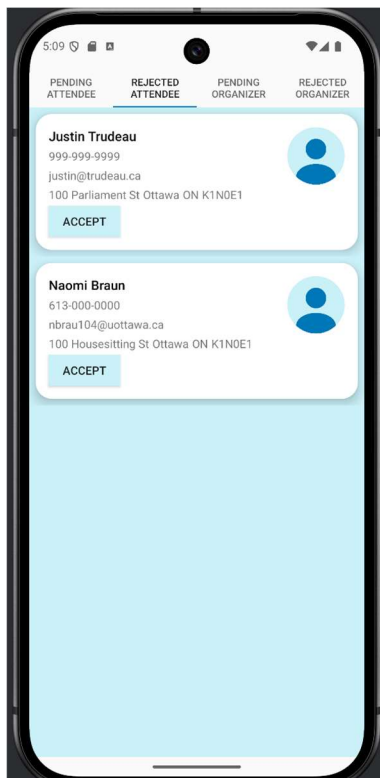 5:09
PENDING ATTENDEE
REJECTED ATTENDEE
PENDING ORGANIZER
REJECTED ORGANIZER
Justin Trudeau
999-999-9999
justin@trudeau.ca
100 Parliament St Ottawa ON K1N0E1
ACCEPT
Naomi Braun
613-000-0000
nbrau104@uottawa.ca
100 Housesitting St Ottawa ON K1N0E1
ACCEPT